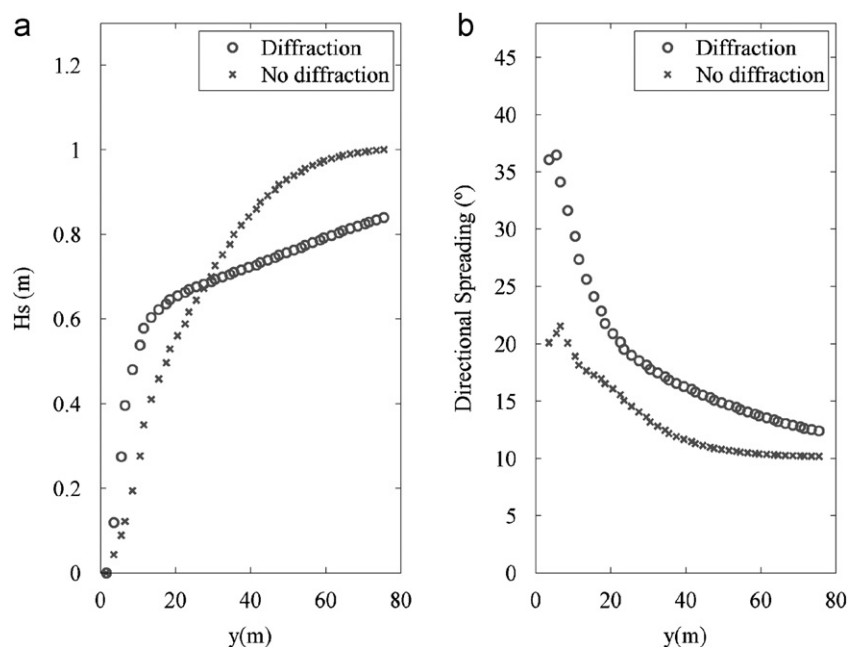 a
Diffraction
No diffraction
1.2
1
0.8
0.6
0.4
0.2
0
0
20
40
60
80
Hs (m)
y(m)
b
Diffraction
No diffraction
45
40
35
30
25
20
15
10
5
0
0
20
40
60
80
Directional Spreading (º)
y(m)